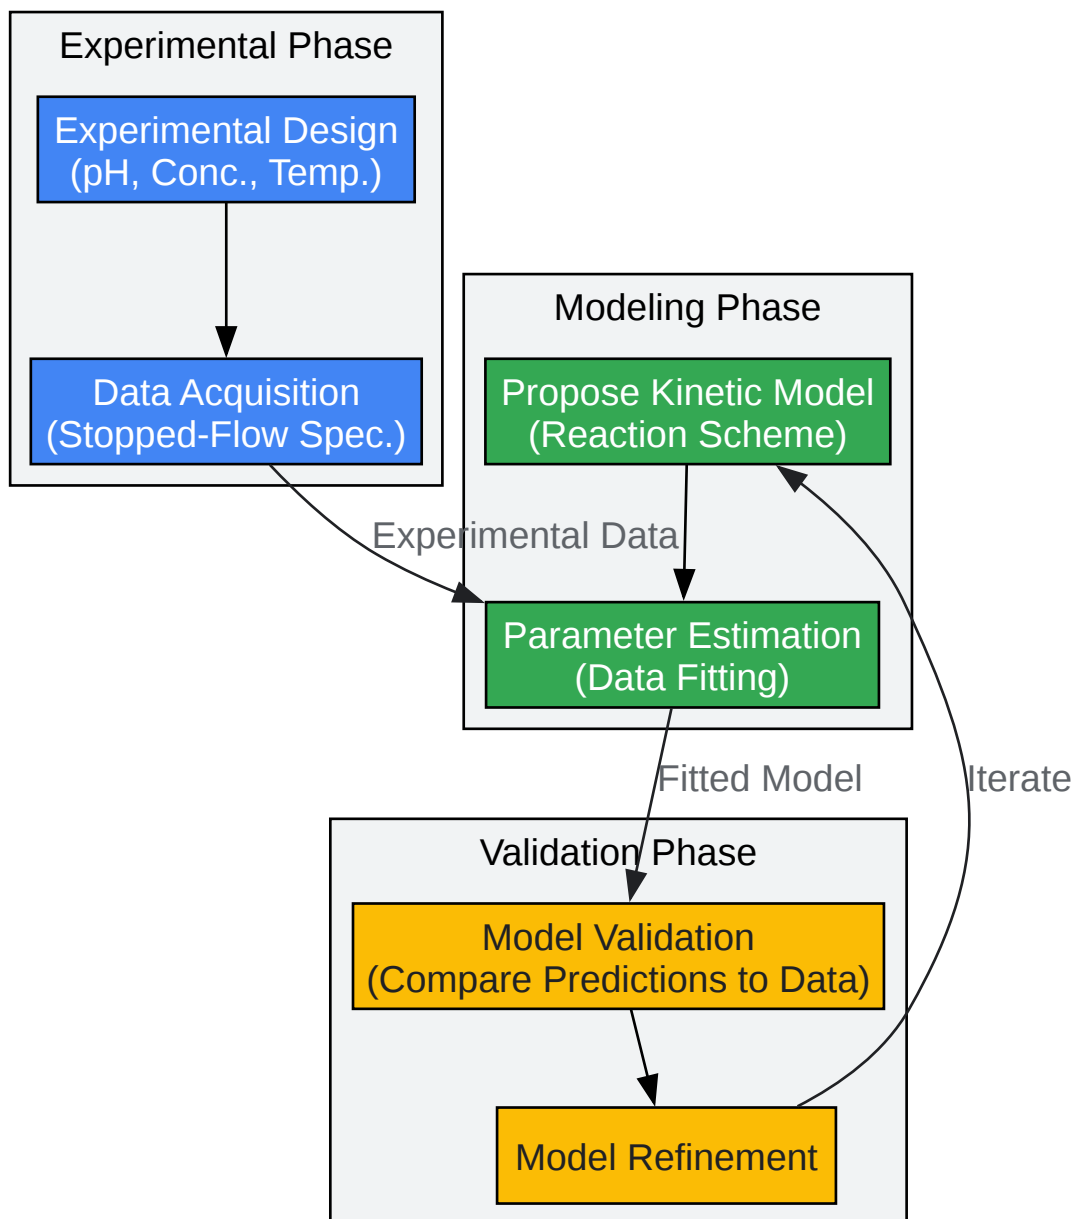 Experimental Phase
Experimental Design
(pH, Conc., Temp.)
Data Acquisition
(Stopped-Flow Spec.)
Experimental Data
Modeling Phase
Propose Kinetic Model
(Reaction Scheme)
Parameter Estimation
(Data Fitting)
Fitted Model
Iterate
Validation Phase
Model Validation
(Compare Predictions to Data)
Model Refinement